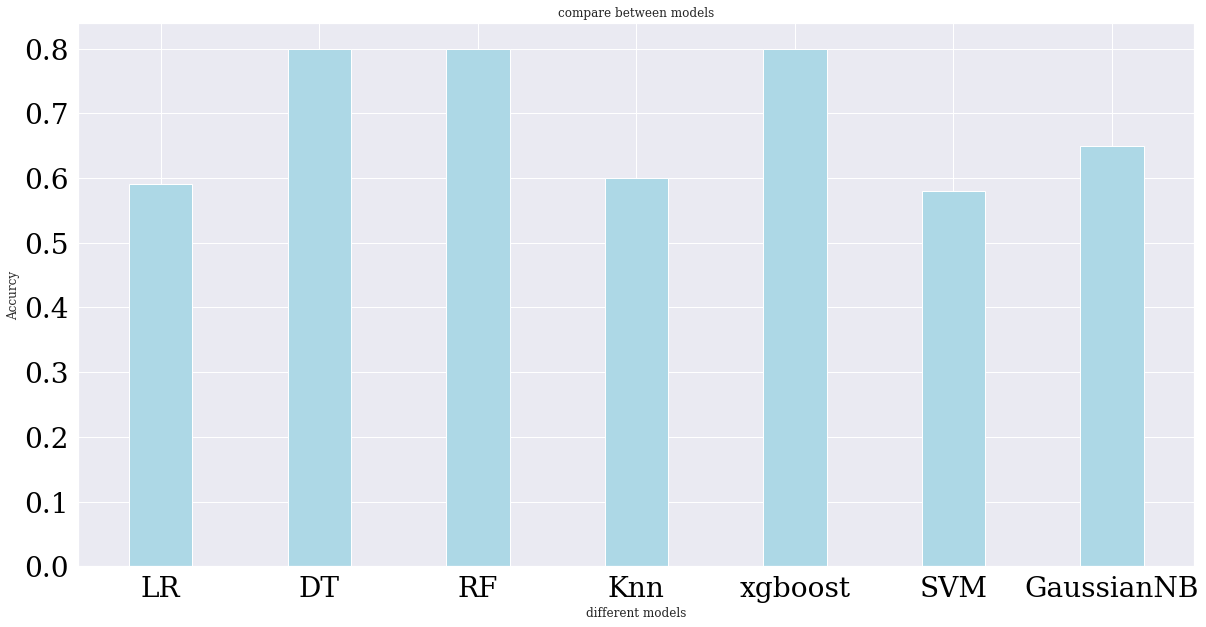 compare between models
Accurcy
0.8
0.7
0.6
0.5
0.4
0.3
0.2
0.1
0.0
LR DT RF Knn xgboost SVM GaussianNB
different models